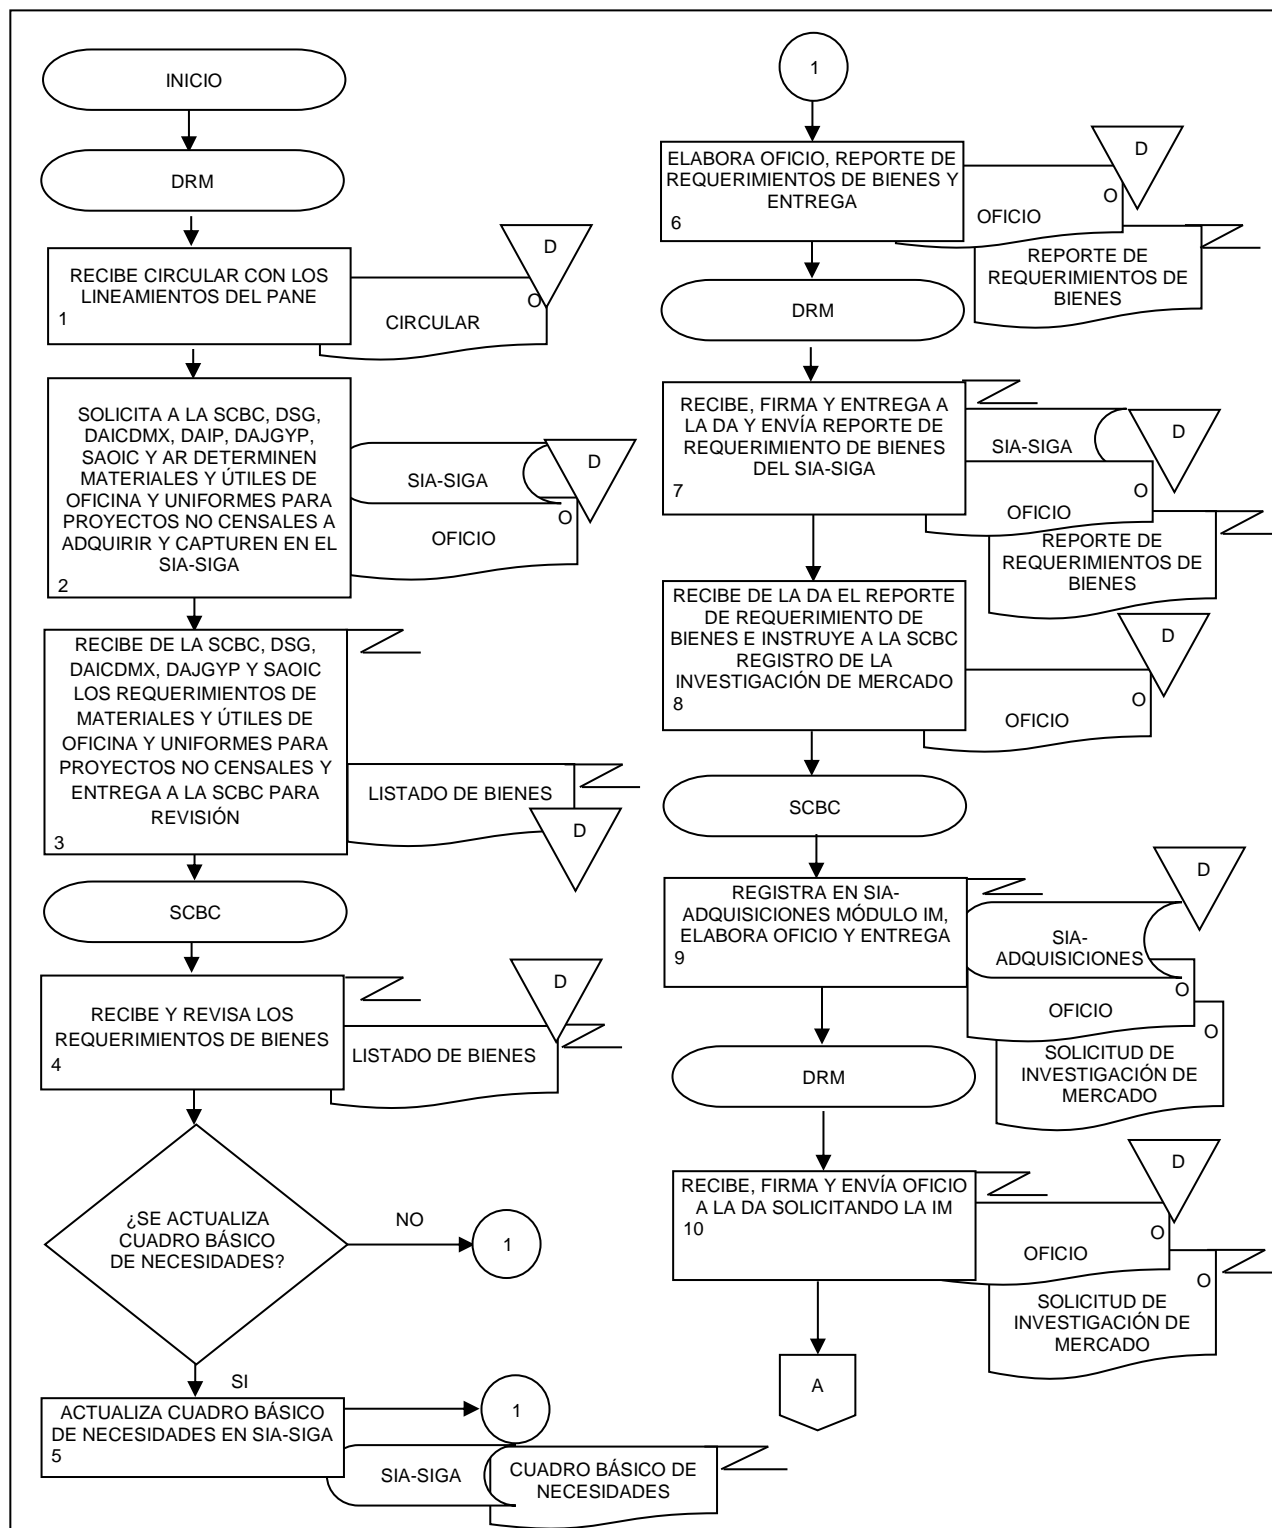 INICIO
DRM
RECIBE CIRCULAR CON LOS
LINEAMIENTOS DEL PANE
1
D
O
CIRCULAR
SOLICITA A LA SCBC, DSG,
DAICDMX, DAIP, DAJGYP,
SAOIC Y AR DETERMINEN
MATERIALES Y ÚTILES DE
OFICINA Y UNIFORMES PARA
PROYECTOS NO CENSALES A
ADQUIRIR Y CAPTUREN EN EL
SIA-SIGA
2
SIA-SIGA
D
O
OFICIO
RECIBE DE LA SCBC, DSG,
DAICDMX, DAJGYP Y SAOIC
LOS REQUERIMIENTOS DE
MATERIALES Y ÚTILES DE
OFICINA Y UNIFORMES PARA
PROYECTOS NO CENSALES Y
ENTREGA A LA SCBC PARA
REVISIÓN
3
LISTADO DE BIENES
D
SCBC
RECIBE Y REVISA LOS
REQUERIMIENTOS DE BIENES
4
D
LISTADO DE BIENES
¿SE ACTUALIZA
CUADRO BÁSICO
DE NECESIDADES?
NO
1
SI
ACTUALIZA CUADRO BÁSICO
DE NECESIDADES EN SIA-SIGA
5
1
SIA-SIGA
CUADRO BÁSICO DE
NECESIDADES
1
ELABORA OFICIO, REPORTE DE
REQUERIMIENTOS DE BIENES Y
ENTREGA
6
D
O
OFICIO
REPORTE DE
REQUERIMIENTOS DE
BIENES
DRM
RECIBE, FIRMA Y ENTREGA A
LA DA Y ENVÍA REPORTE DE
REQUERIMIENTO DE BIENES
DEL SIA-SIGA
7
SIA-SIGA
D
O
OFICIO
REPORTE DE
REQUERIMIENTOS DE
BIENES
RECIBE DE LA DA EL REPORTE
DE REQUERIMIENTO DE
BIENES E INSTRUYE A LA SCBC
REGISTRO DE LA
INVESTIGACIÓN DE MERCADO
8
D
O
OFICIO
SCBC
REGISTRA EN SIA-
ADQUISICIONES MÓDULO IM,
ELABORA OFICIO Y ENTREGA
9
D
SIA-
ADQUISICIONES
O
OFICIO
O
SOLICITUD DE
INVESTIGACIÓN DE
MERCADO
DRM
RECIBE, FIRMA Y ENVÍA OFICIO
A LA DA SOLICITANDO LA IM
10
D
O
OFICIO
O
SOLICITUD DE
INVESTIGACIÓN DE
MERCADO
A